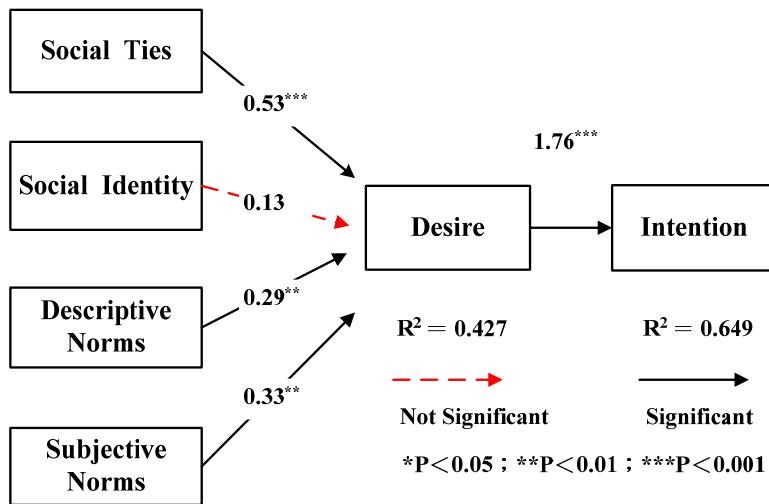 Social Ties
0.53***
1.76***
Social Identity
0.13
Desire
Intention
Descriptive
Norms
0.29**
R² = 0.427
R² = 0.649
0.33**
Not Significant
Significant
Subjective
Norms
*P<0.05；**P<0.01；***P<0.001